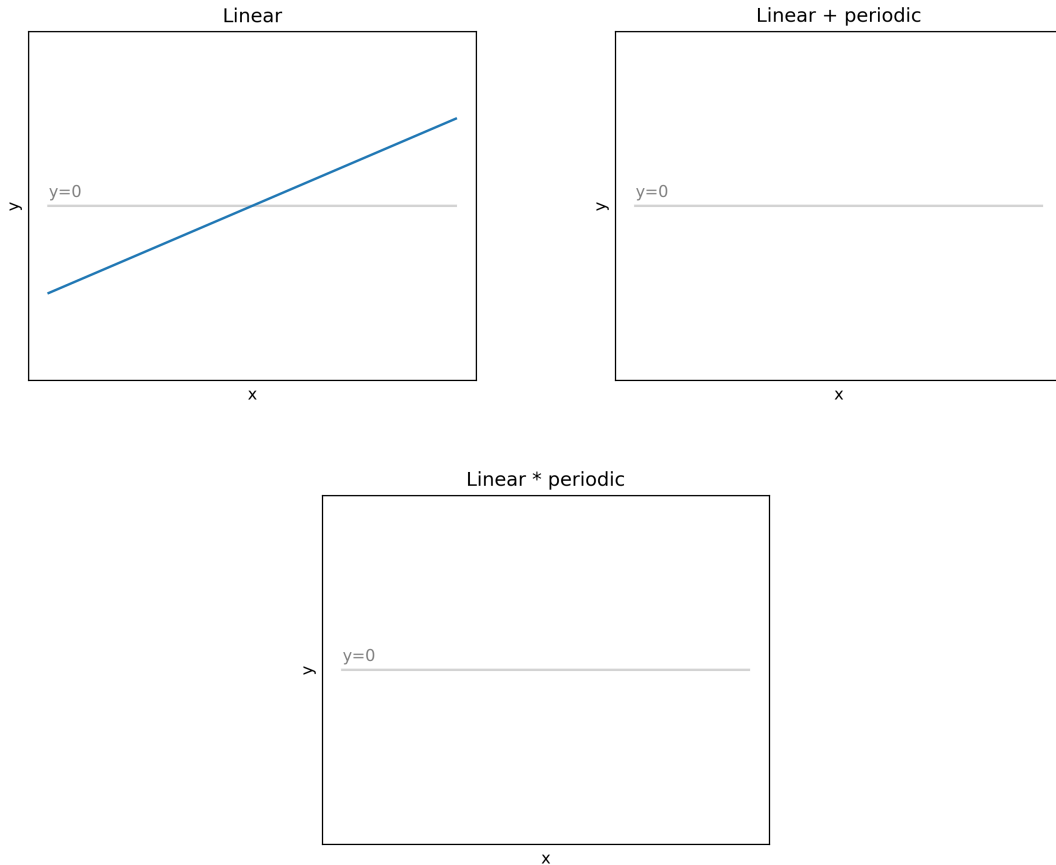 Linear
y=0
y
x
Linear + periodic
y=0
y
x
Linear * periodic
y=0
y
x